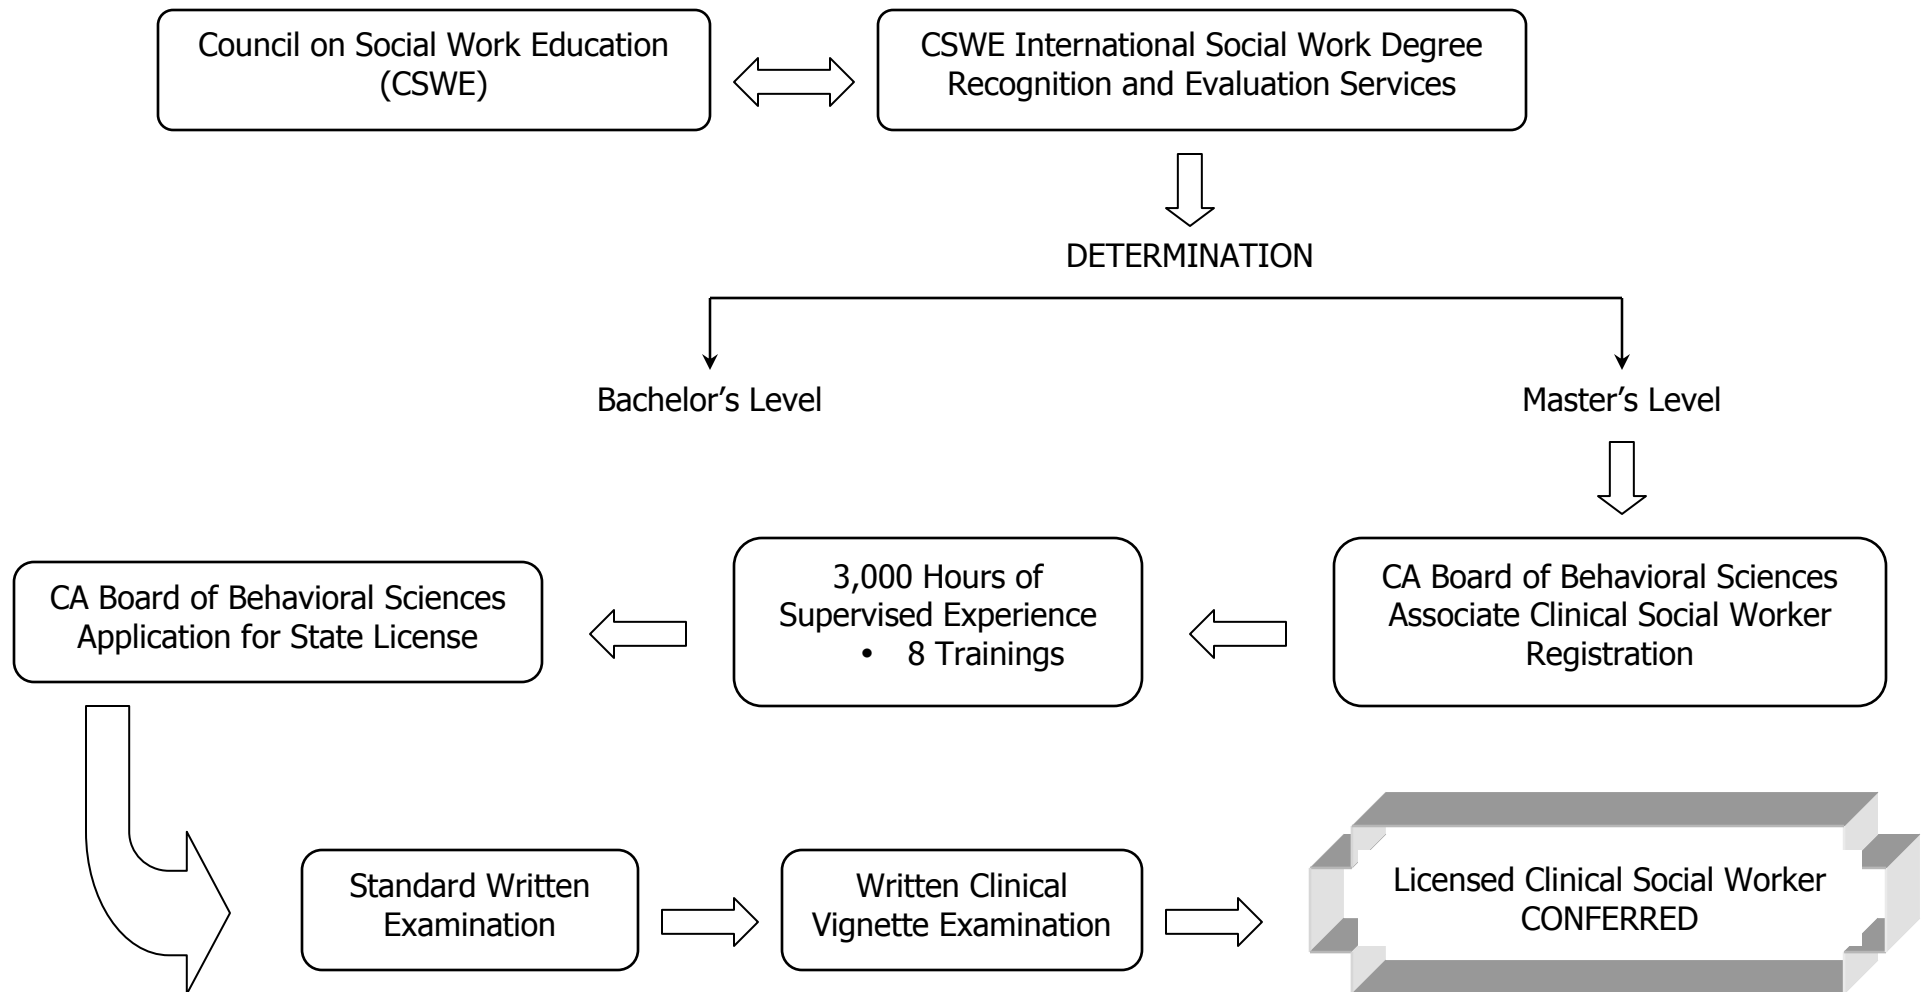 Council on Social Work Education
(CSWE)
CSWE International Social Work Degree
Recognition and Evaluation Services
DETERMINATION
Bachelor’s Level
Master’s Level
CA Board of Behavioral Sciences
Associate Clinical Social Worker
Registration
3,000 Hours of
Supervised Experience
• 8 Trainings
CA Board of Behavioral Sciences
Application for State License
Standard Written
Examination
Written Clinical
Vignette Examination
Licensed Clinical Social Worker
CONFERRED